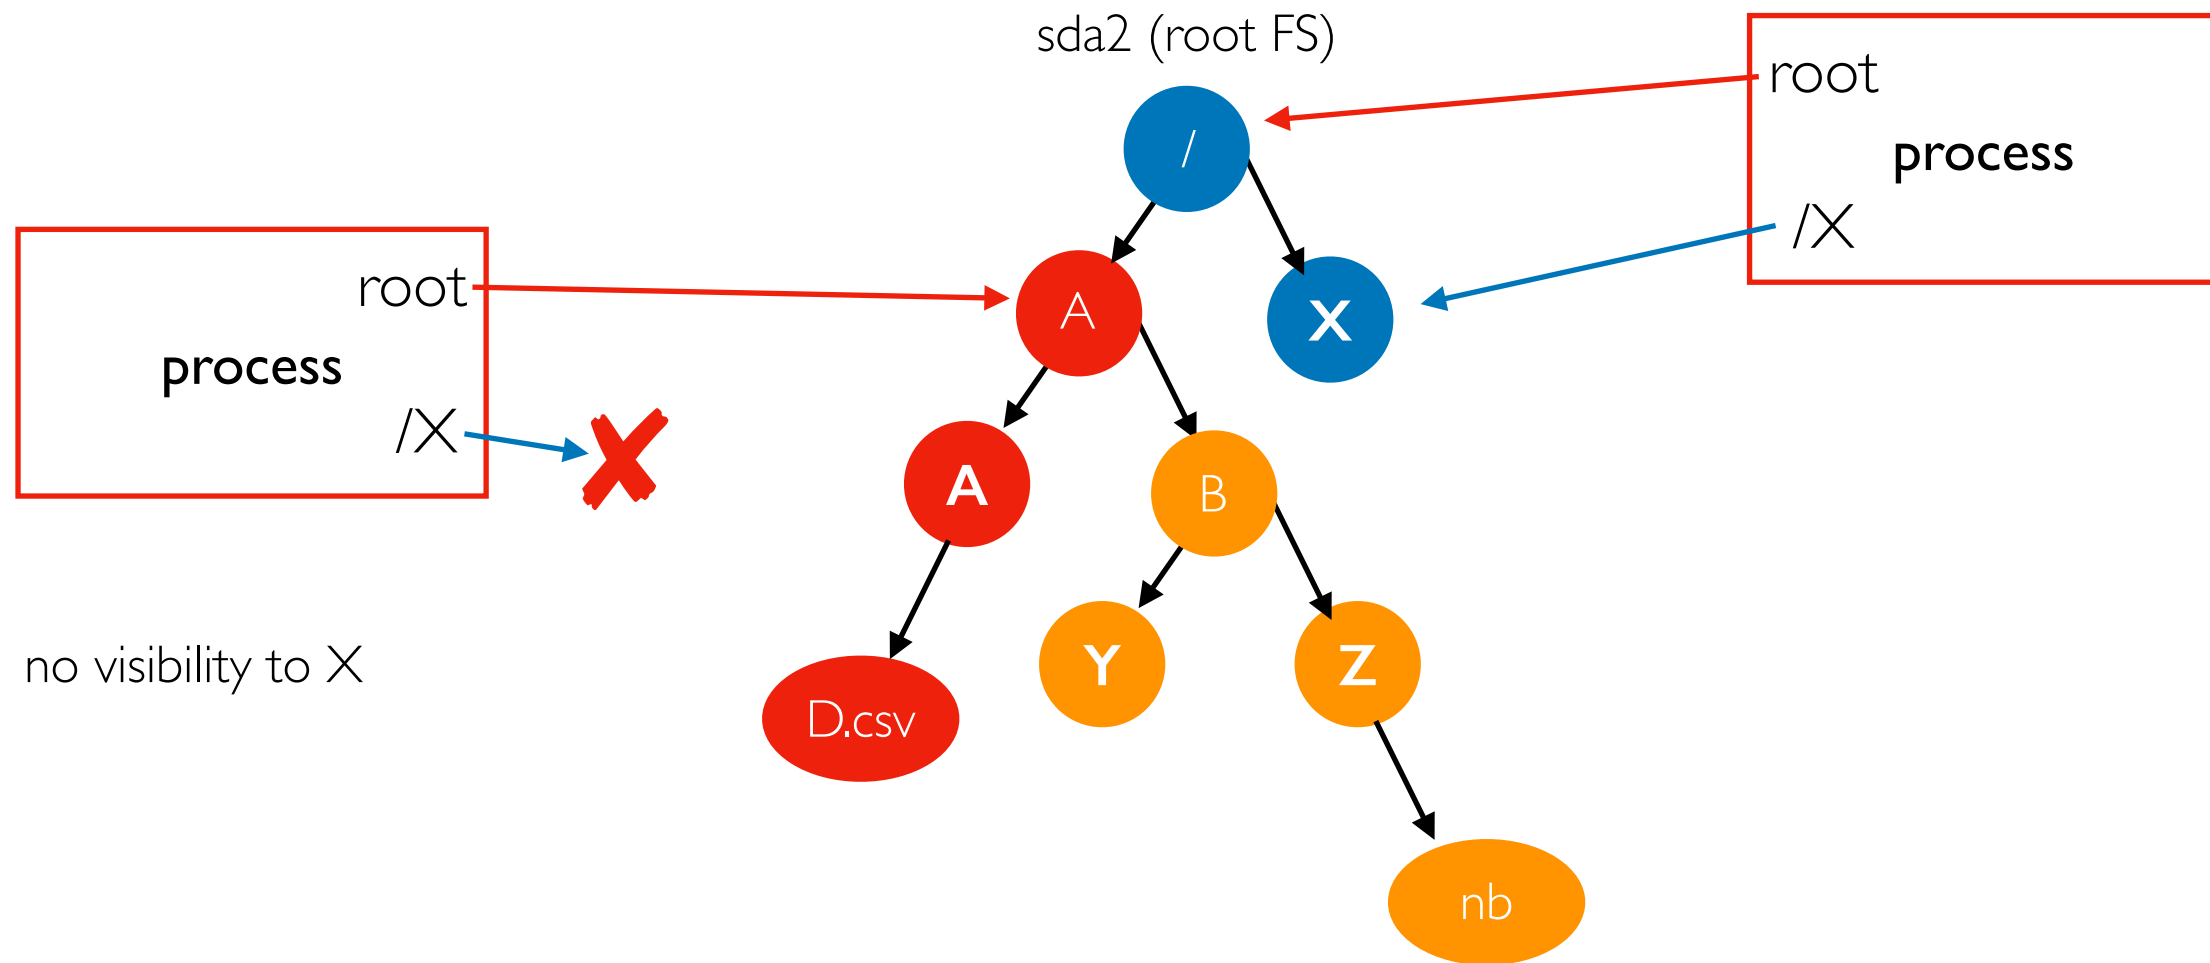 sda2 (root FS)
root
process
/X
/
root
process
/X
A
X
A
B
no visibility to X
Y
Z
D.csv
nb